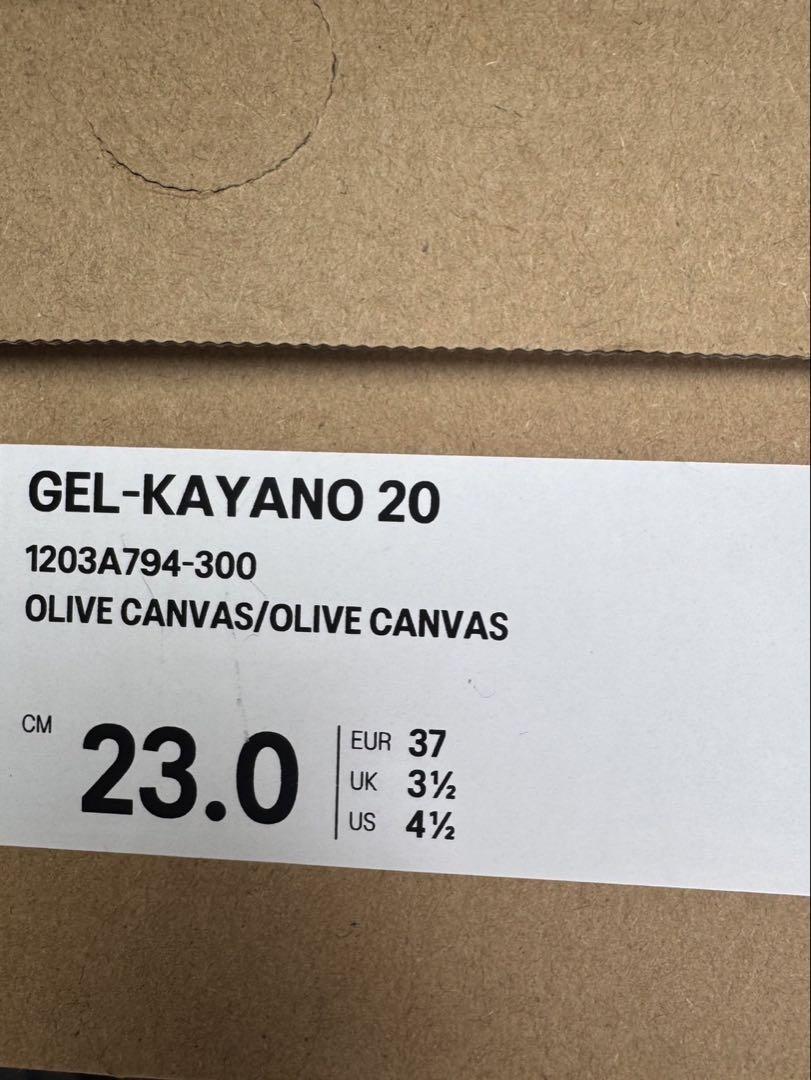 GEL-KAYANO 20
1203A794-300
OLIVE CANVAS/OLIVE CANVAS
CM 23.0
EUR 37
UK 3½
US 4½